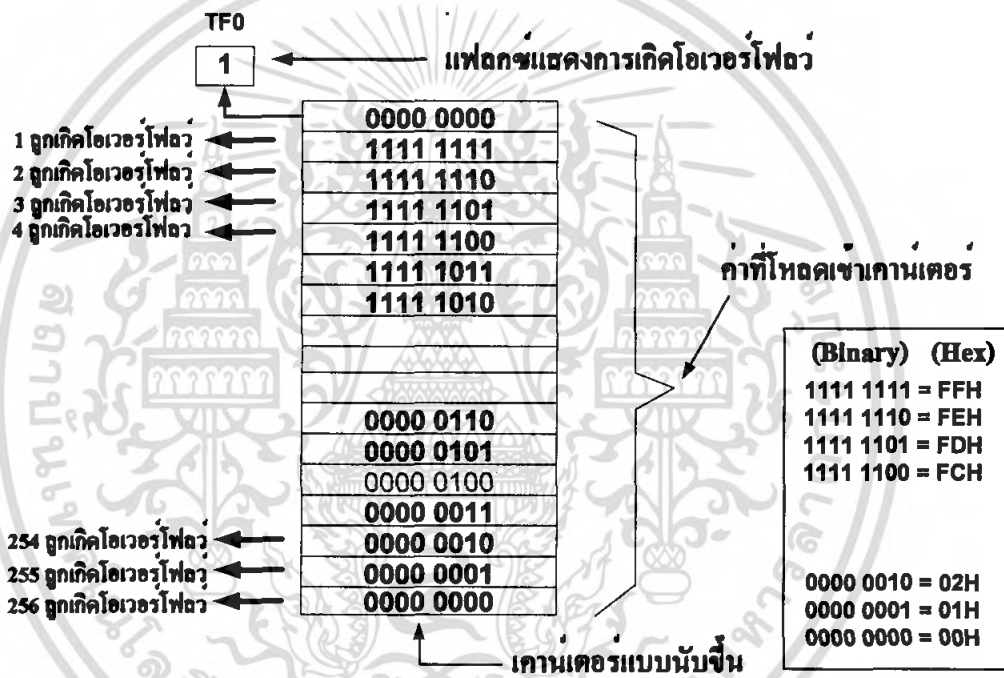 TF0
1
แฟลกซ์แสดงการเกิดโอเวอร์โฟลว์
0000 0000
1 ลูกเกิดโอเวอร์โฟลว์
1111 1111
2 ลูกเกิดโอเวอร์โฟลว์
1111 1110
3 ลูกเกิดโอเวอร์โฟลว์
1111 1101
4 ลูกเกิดโอเวอร์โฟลว์
1111 1100
1111 1011
1111 1010
ค่าที่โหลดเข้าเคาน์เตอร์
0000 0110
0000 0101
0000 0100
0000 0011
254 ลูกเกิดโอเวอร์โฟลว์
0000 0010
255 ลูกเกิดโอเวอร์โฟลว์
0000 0001
256 ลูกเกิดโอเวอร์โฟลว์
0000 0000
เคาน์เตอร์แบบนับขึ้น
(Binary) (Hex)
1111 1111 = FFH
1111 1110 = FEH
1111 1101 = FDH
1111 1100 = FCH
0000 0010 = 02H
0000 0001 = 01H
0000 0000 = 00H